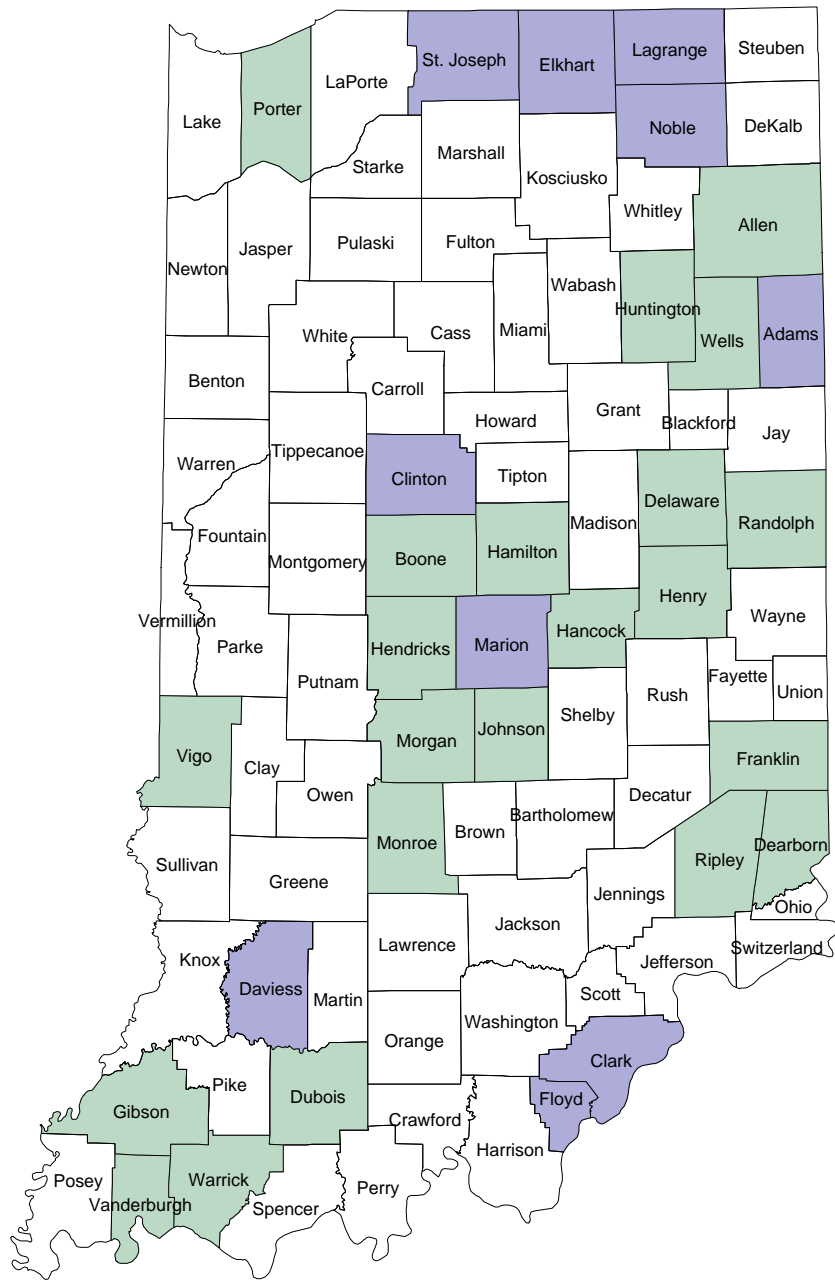 St. Joseph
Elkhart
Lagrange
Steuben
LaPorte
Porter
Lake
Noble
DeKalb
Marshall
Starke
Kosciusko
Whitley
Allen
Jasper
Pulaski
Fulton
Newton
Wabash
Huntington
White
Cass
Miami
Wells
Adams
Benton
Carroll
Grant
Howard
Blackford
Jay
Tippecanoe
Warren
Clinton
Tipton
Delaware
Madison
Randolph
Fountain
Montgomery
Boone
Hamilton
Henry
Vermillion
Parke
Hendricks
Marion
Hancock
Wayne
Putnam
Rush
Fayette
Union
Shelby
Morgan
Johnson
Vigo
Clay
Franklin
Owen
Decatur
Bartholomew
Brown
Monroe
Dearborn
Ripley
Sullivan
Greene
Jennings
Ohio
Jackson
Lawrence
Switzerland
Knox
Jefferson
Daviess
Martin
Scott
Washington
Orange
Clark
Pike
Dubois
Floyd
Gibson
Crawford
Harrison
Posey
Warrick
Perry
Vanderburgh
Spencer